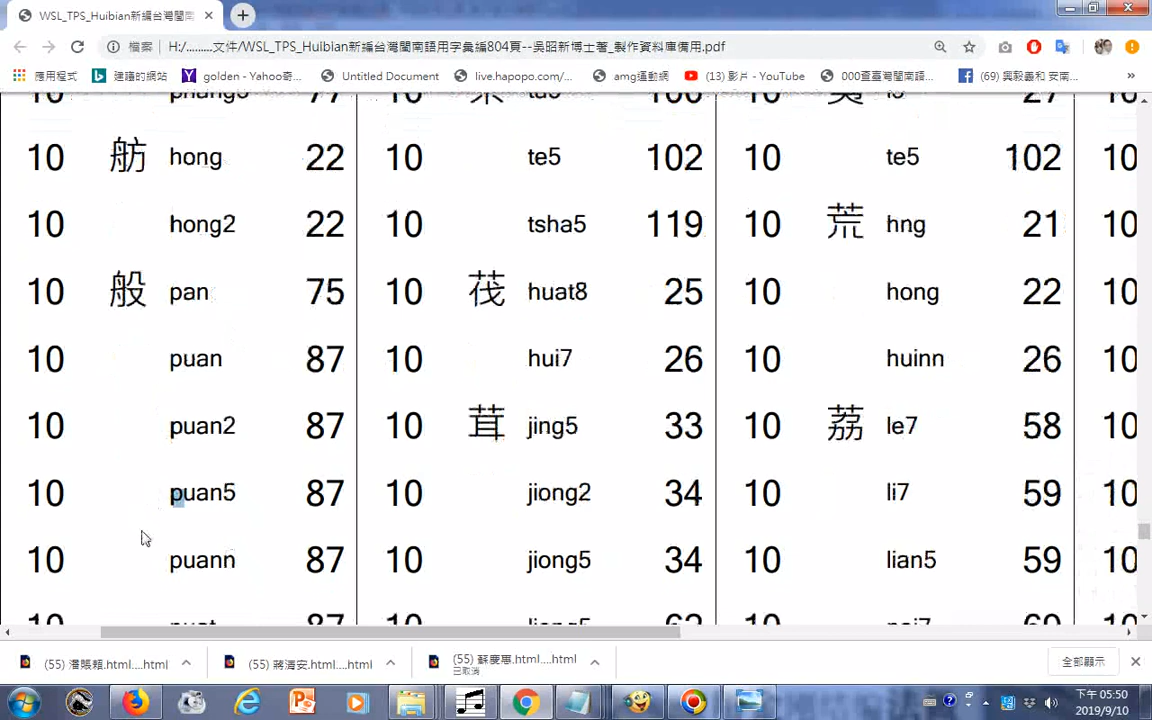 WSL_TPS_Huibian新編台灣閩南
檔案 H:/.........文件/WSL_TPS_Huibian新編台灣閩南語用字彙編804頁--吳昭新博士著_製作資料庫備用.pdf
應用程式 建議的網站 golden - Yahoo奇... Untitled Document live.hapopo.com/... amg運動網 (13) 影片 - YouTube 000查臺灣閩南語... (69) 興毅義和 安南... »
10 舫 hong 22 10 te5 102 10 te5 102 10
10 hong2 22 10 tsha5 119 10 荒 hng 21 10
10 般 pan 75 10 茷 huat8 25 10 hong 22 10
10 puan 87 10 hui7 26 10 huinn 26 10
10 puan2 87 10 茸 jing5 33 10 荔 le7 58 10
10 puan5 87 10 jiong2 34 10 li7 59 10
10 puann 87 10 jiong5 34 10 lian5 59 10
(55) 潘賬賴.html....html (55) 蔣海安.html....html (55) 蘇慶專.html....html 全部顯示
已取消
下午 05:50
2019/9/10